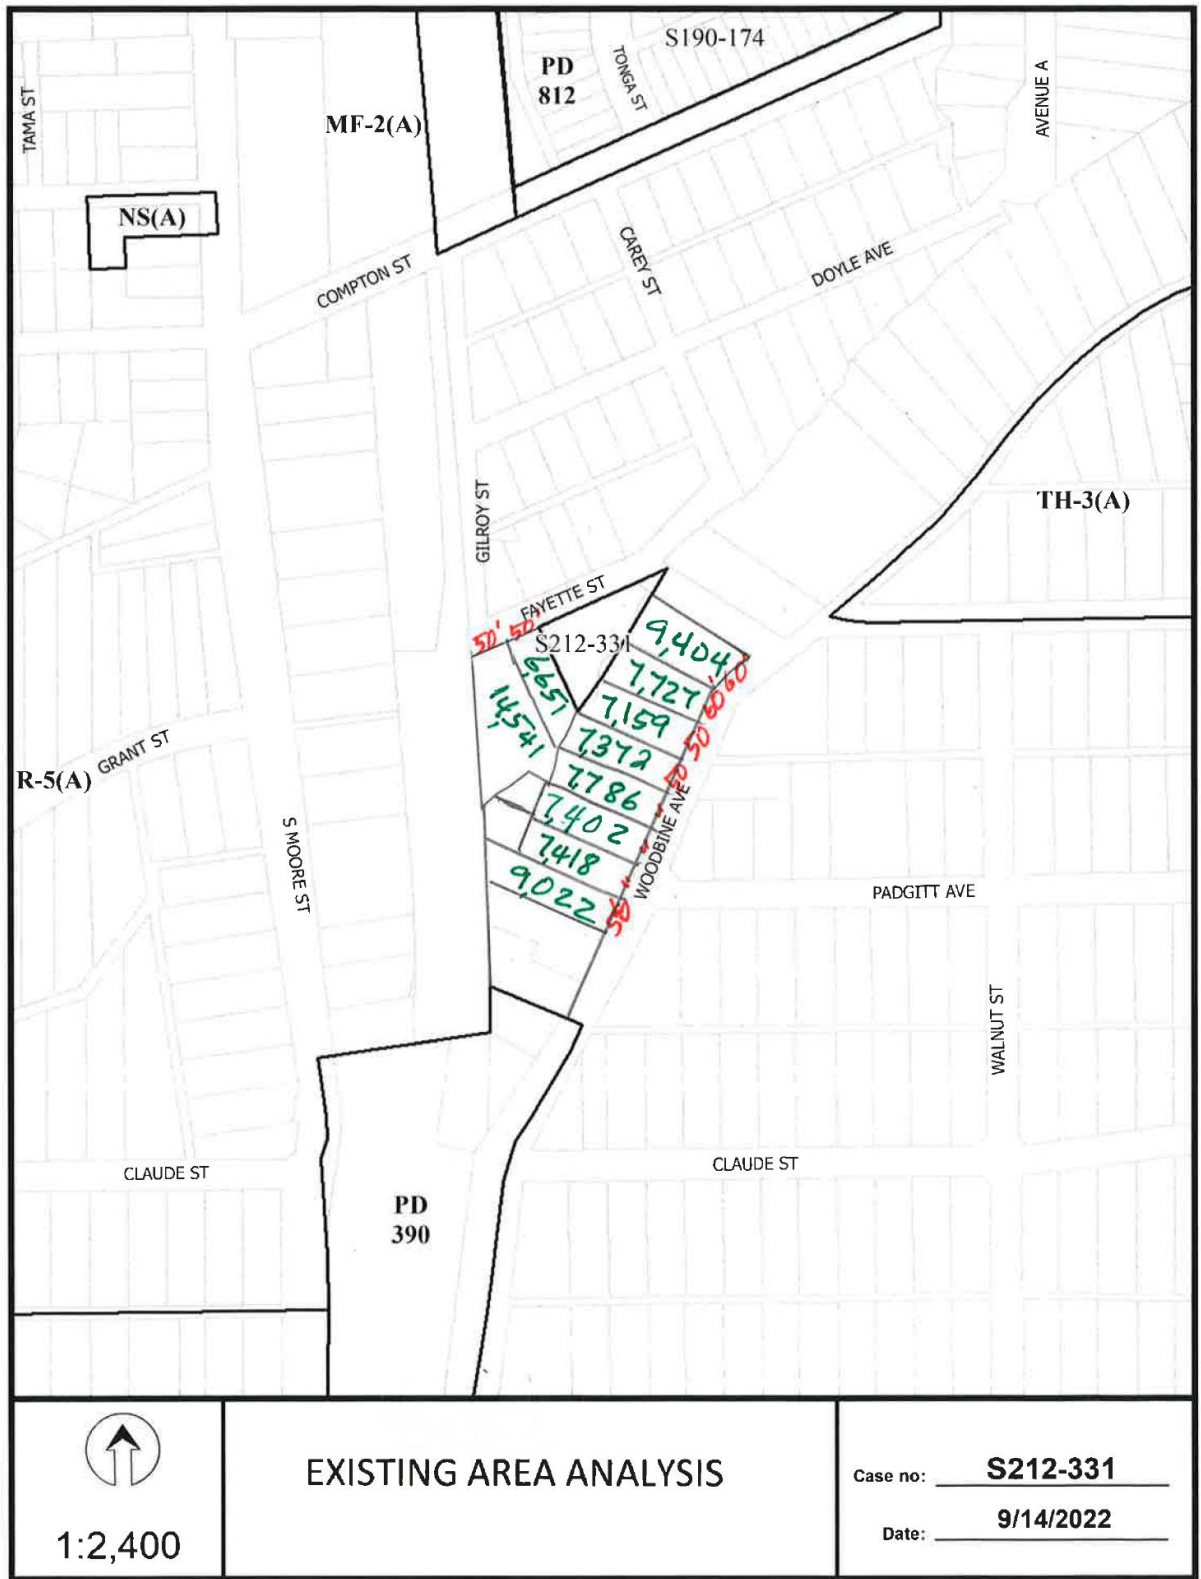 S190-174
PD
812
TONGA ST
AVENUE A
TAMA ST
MF-2(A)
NS(A)
CAREY ST
COMPTON ST
DOYLE AVE
GILROY ST
TH-3(A)
FAYETTE ST
50' 50'
S212-331
9,404
60'
7,727
60
6,651
14,541
7,159
50'
7,372
50
7,786
"
7,402
"
7,418
"
9,022
50'
WOODBINE AVE
GRANT ST
R-5(A)
S MOORE ST
PADGITT AVE
WALNUT ST
CLAUDE ST
CLAUDE ST
PD
390
1:2,400
EXISTING AREA ANALYSIS
Case no: S212-331
Date: 9/14/2022